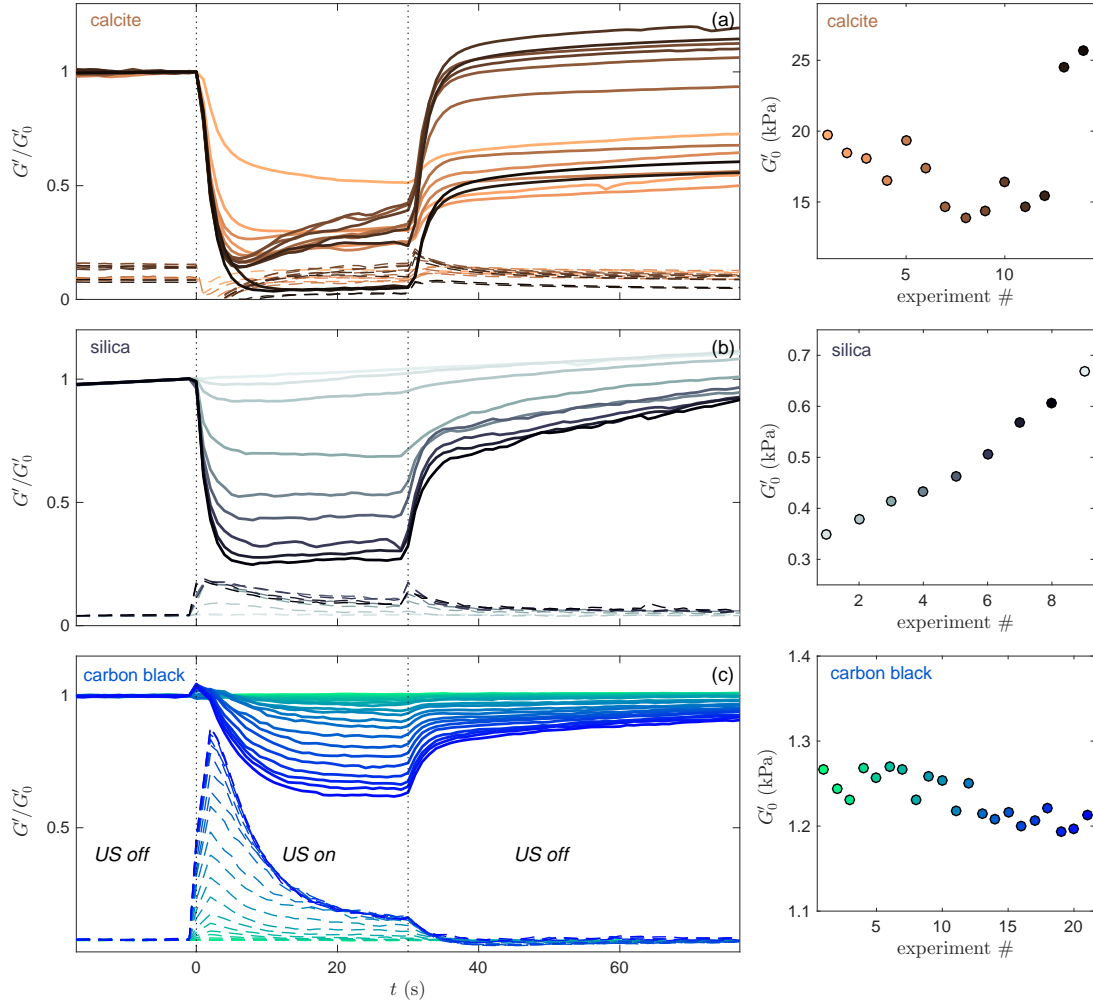 calcite
(a)
1
0.5
0
G′/G′₀
calcite
25
20
15
G′₀ (kPa)
5 10
experiment #
silica
(b)
1
0.5
0
G′/G′₀
silica
0.7
0.6
0.5
0.4
0.3
G′₀ (kPa)
2 4 6 8
experiment #
carbon black
(c)
1
0.5
G′/G′₀
US off US on US off
0 20 40 60
t (s)
carbon black
1.4
1.3
1.2
1.1
G′₀ (kPa)
5 10 15 20
experiment #